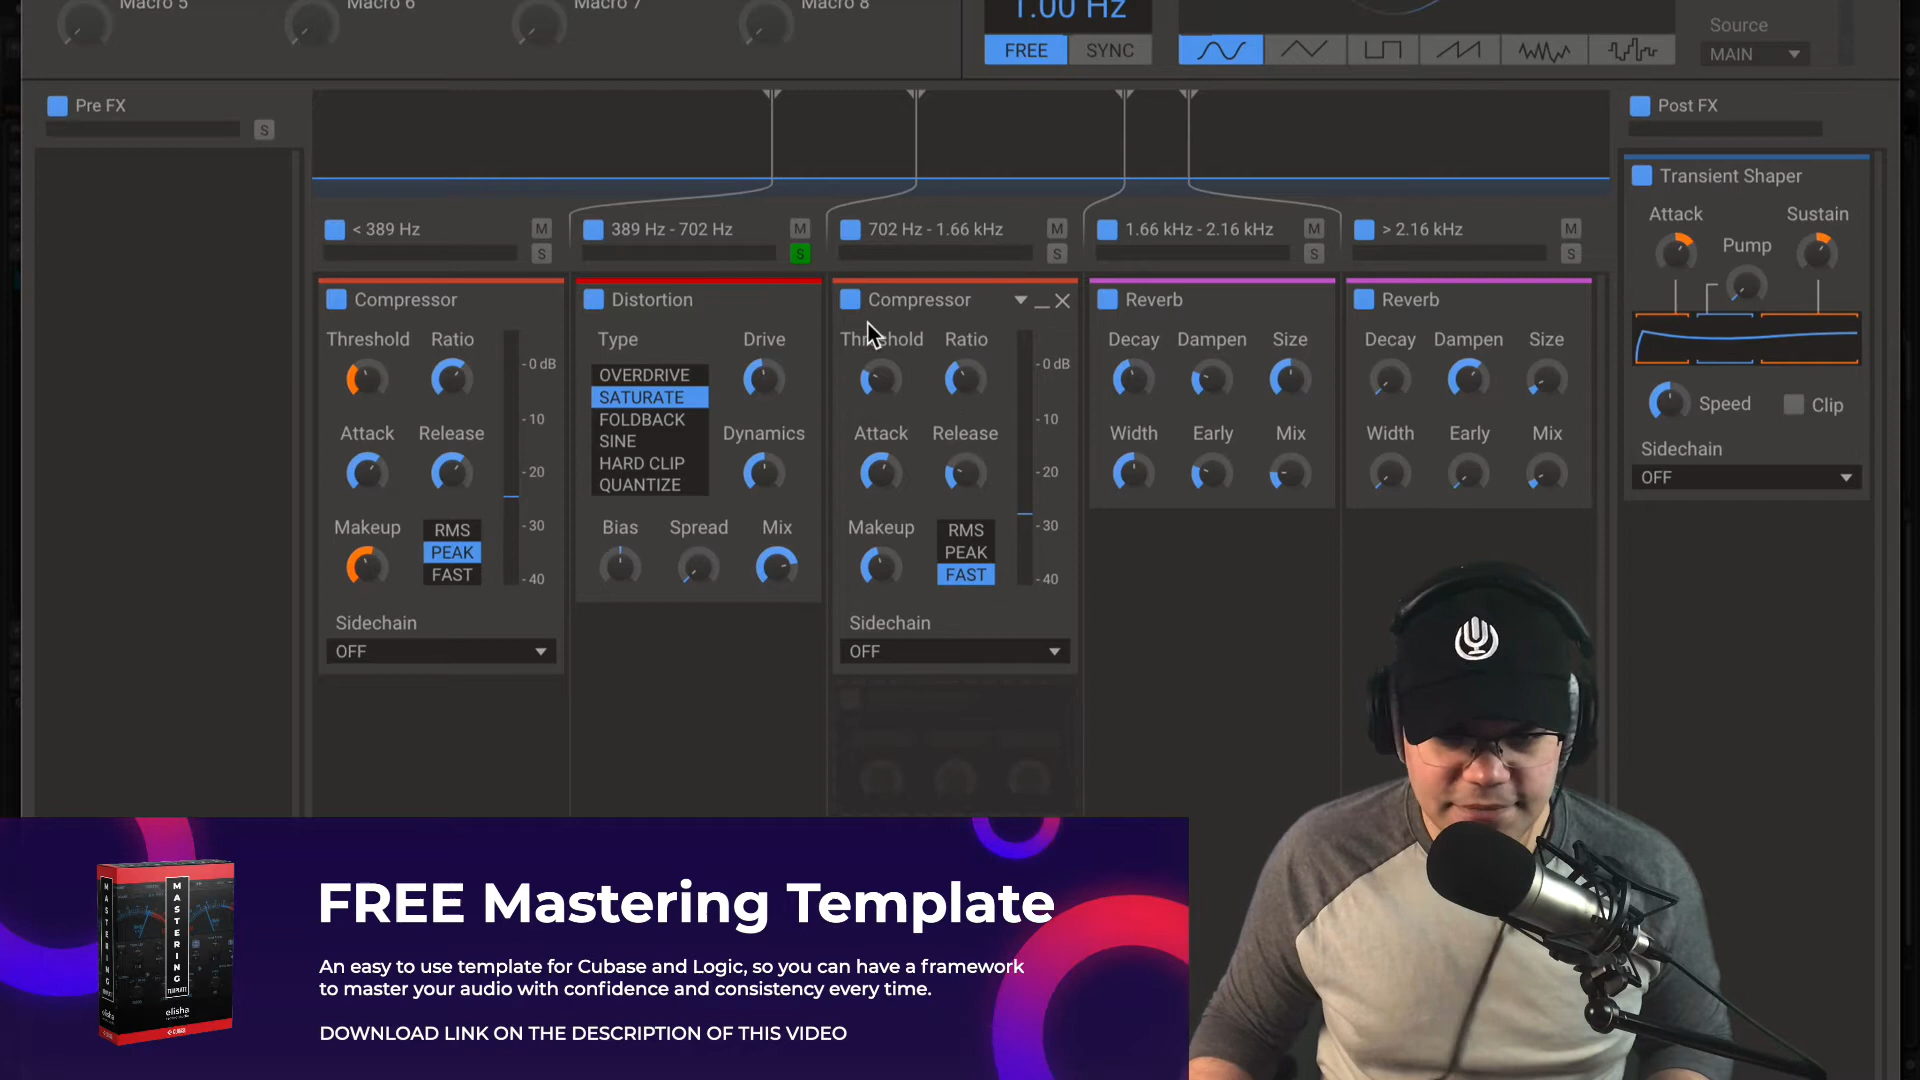 Macro 5
Macro 6
Macro 7
Macro 8
1.00 Hz
FREE
SYNC
Source
MAIN
Pre FX
S
Post FX
< 389 Hz
M
S
389 Hz - 702 Hz
M
S
702 Hz - 1.66 kHz
M
S
1.66 kHz - 2.16 kHz
M
S
> 2.16 kHz
M
S
Compressor
Threshold
Ratio
Attack
Release
Makeup
RMS
PEAK
FAST
-0 dB
-10
-20
-30
-40
Sidechain
OFF
Distortion
Type
Drive
OVERDRIVE
SATURATE
FOLDBACK
SINE
HARD CLIP
QUANTIZE
Dynamics
Bias
Spread
Mix
Compressor
Threshold
Ratio
Attack
Release
Makeup
RMS
PEAK
FAST
-0 dB
-10
-20
-30
-40
Sidechain
OFF
Reverb
Decay
Dampen
Size
Width
Early
Mix
Reverb
Decay
Dampen
Size
Width
Early
Mix
Transient Shaper
Attack
Sustain
Pump
Speed
Clip
Sidechain
OFF
MASTERING
MASTERING
TEMPLATE
elisha
CUBASE
FREE Mastering Template
An easy to use template for Cubase and Logic, so you can have a framework
to master your audio with confidence and consistency every time.
DOWNLOAD LINK ON THE DESCRIPTION OF THIS VIDEO